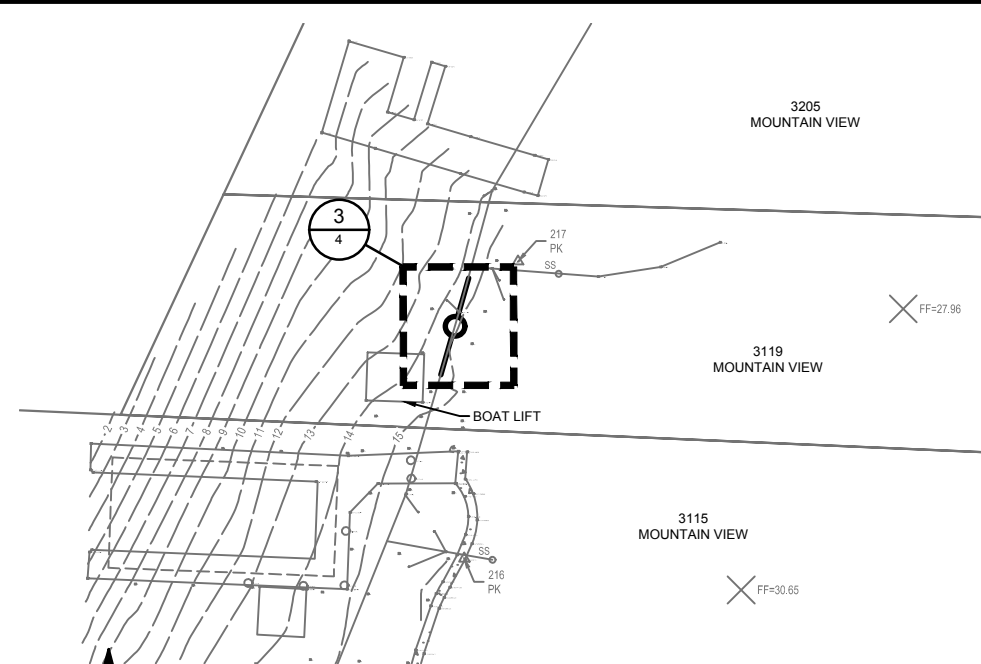 3205
MOUNTAIN VIEW
3
4
217
PK
SS
FF=27.96
3119
MOUNTAIN VIEW
BOAT LIFT
2
3
4
5
6
7
8
9
10
11
12
13
14
15
3115
MOUNTAIN VIEW
SS
216
PK
FF=30.65